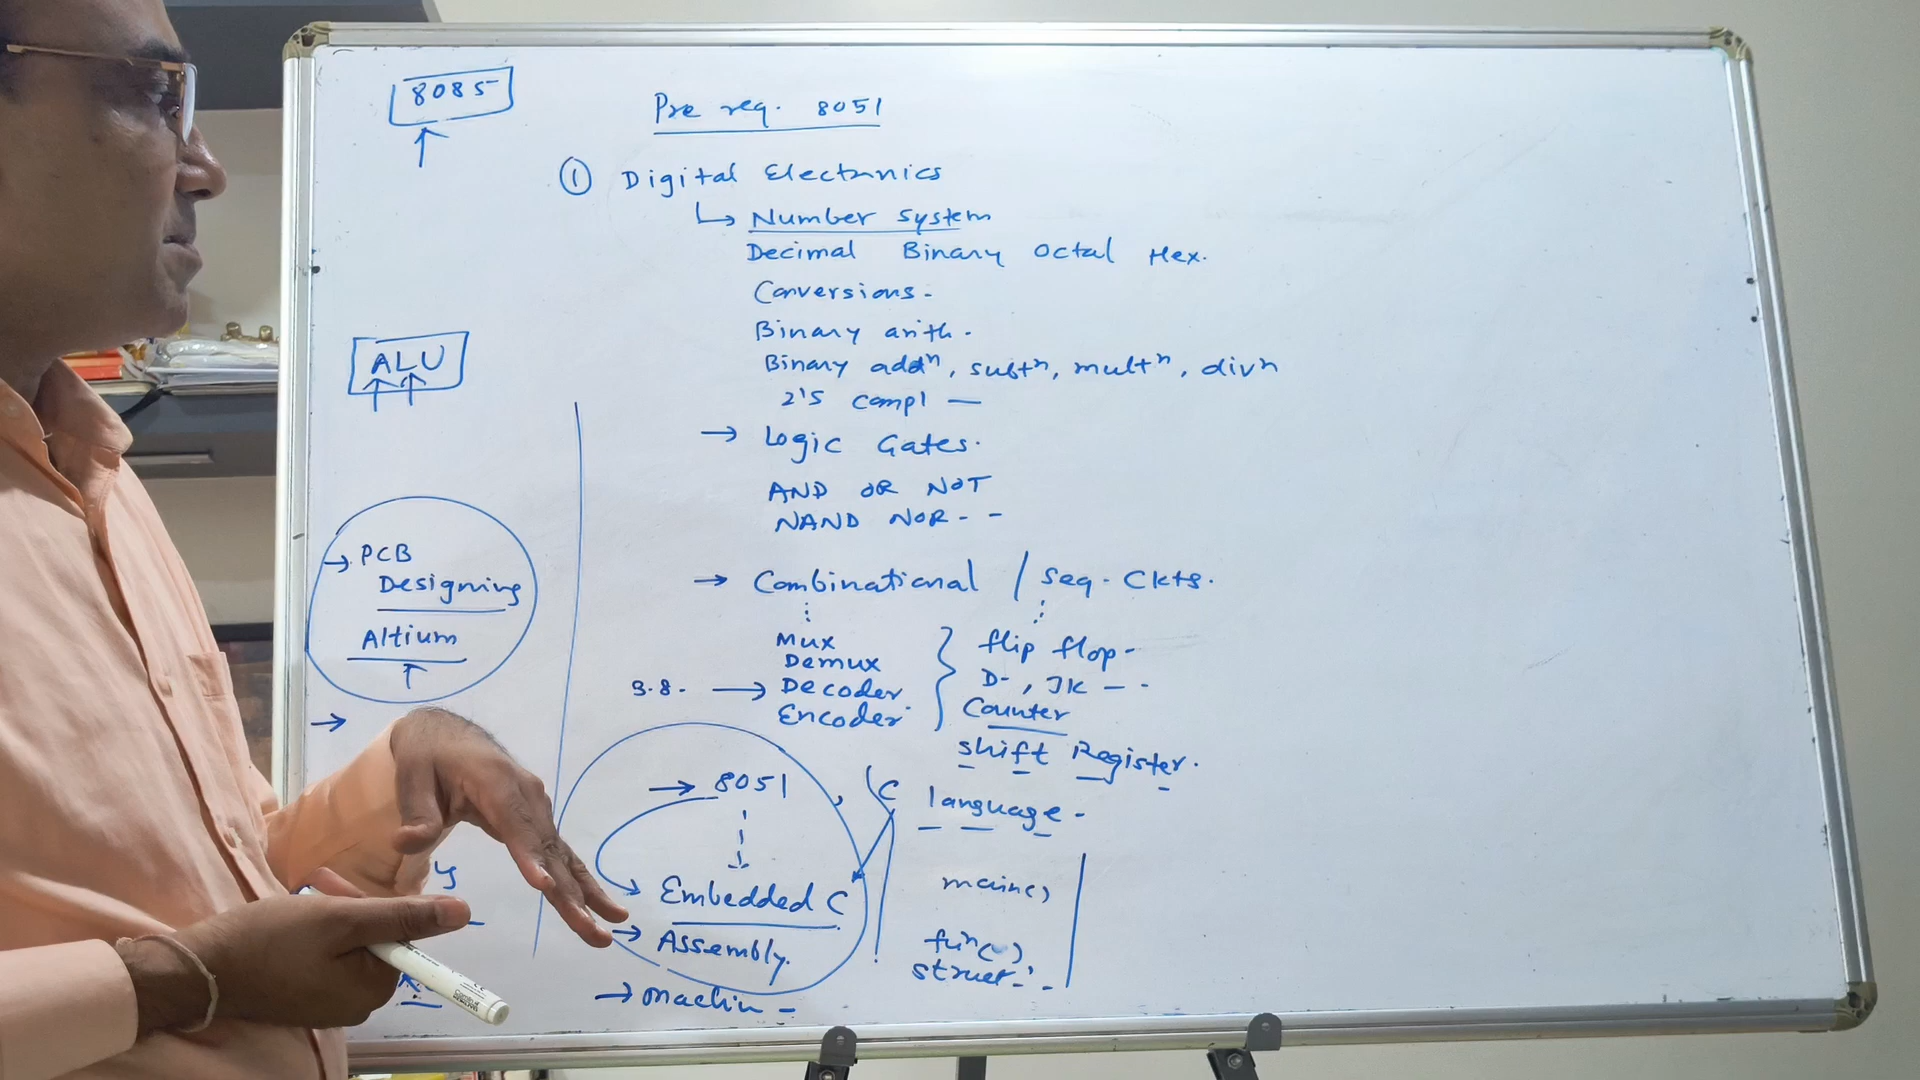 8085
Pre req. 8051
① Digital Electronics
↳ Number system
Decimal Binary Octal Hex.
Conversions.
Binary arith.
Binary addⁿ, subtⁿ, multⁿ, divⁿ
2's compl —
→ Logic Gates.
AND OR NOT
NAND NOR - -
→ Combinational / seq. Ckts.
Mux
Demux
3.8. → Decoder
Encoder
flip flop -
D-, JK - -
Counter
shift Register.
ALU
→ PCB
Designing
Altium
→
→ 8051, C language -
Embedded C
→ Assembly.
→ machin -
main()
fuⁿ( )
struct - -